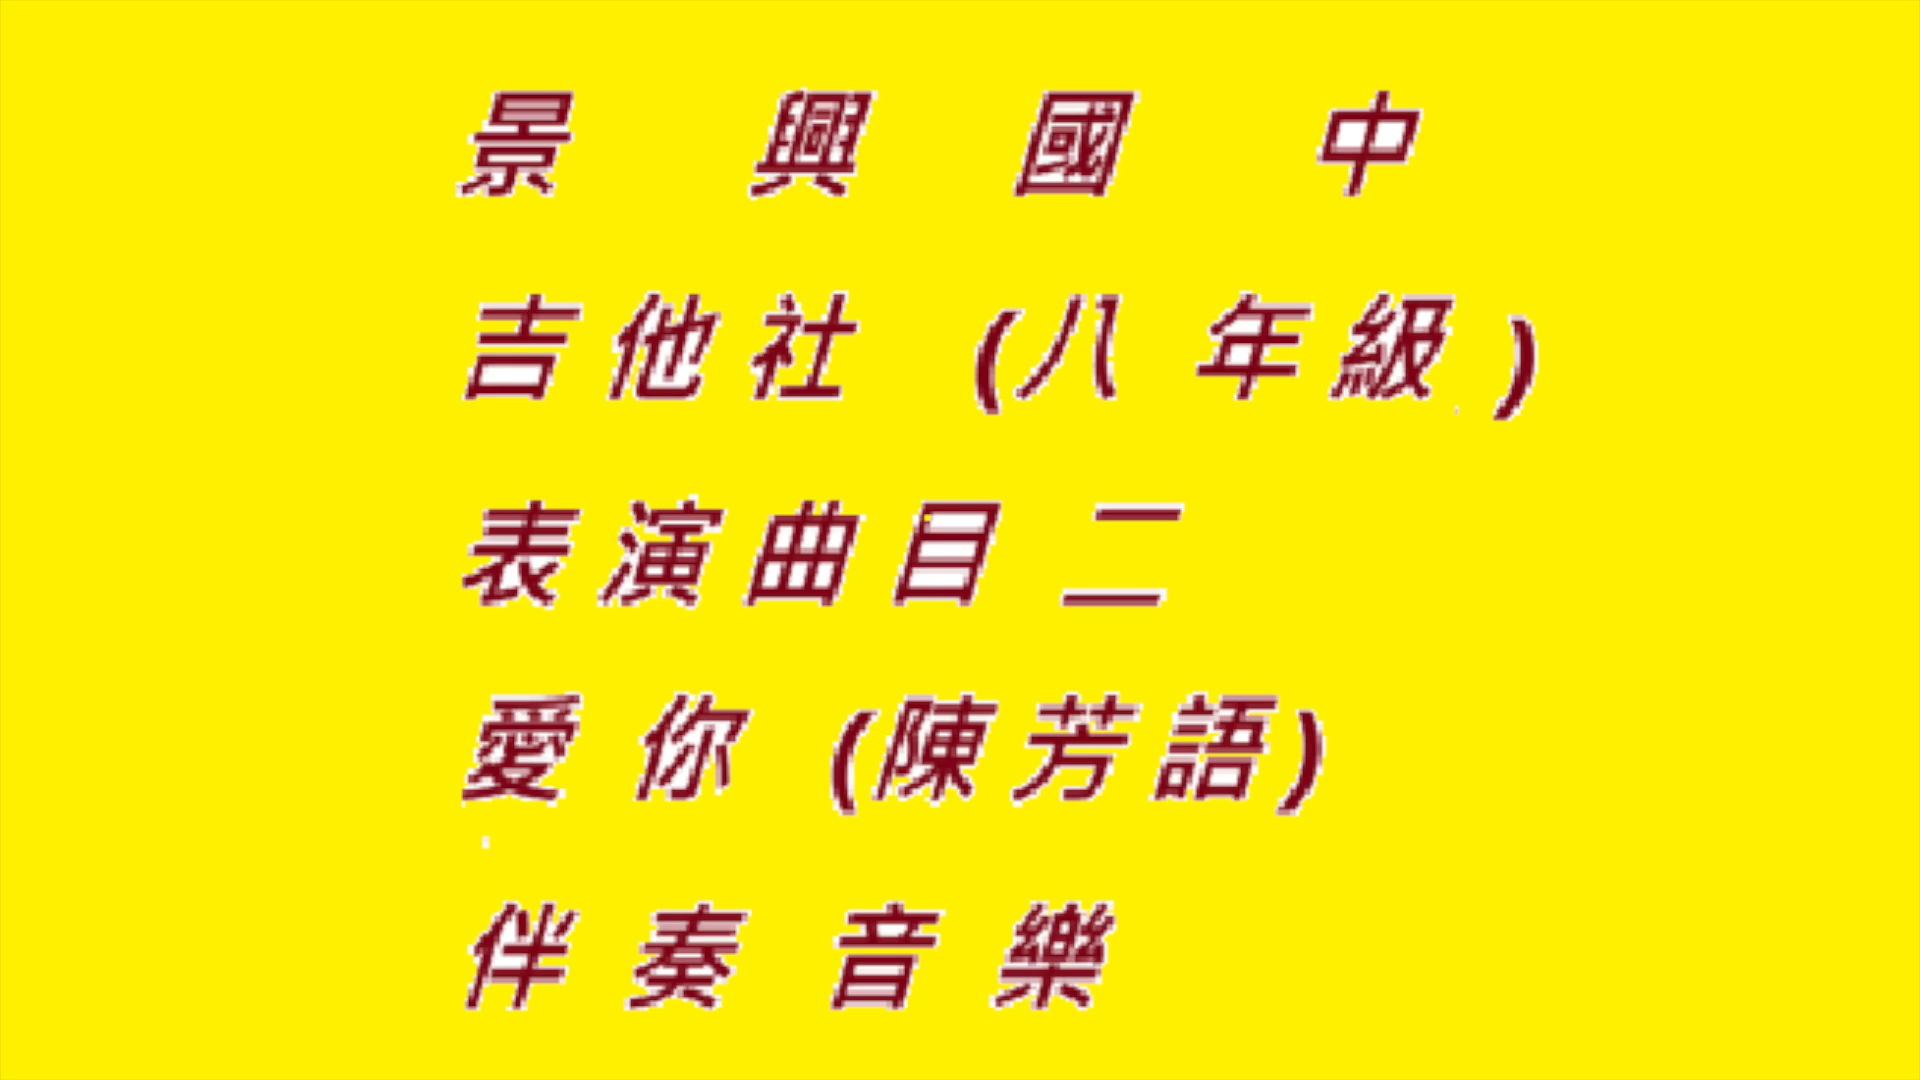 景興國中
吉他社 (八年級)
表演曲目二
愛你 (陳芳語)
伴奏音樂